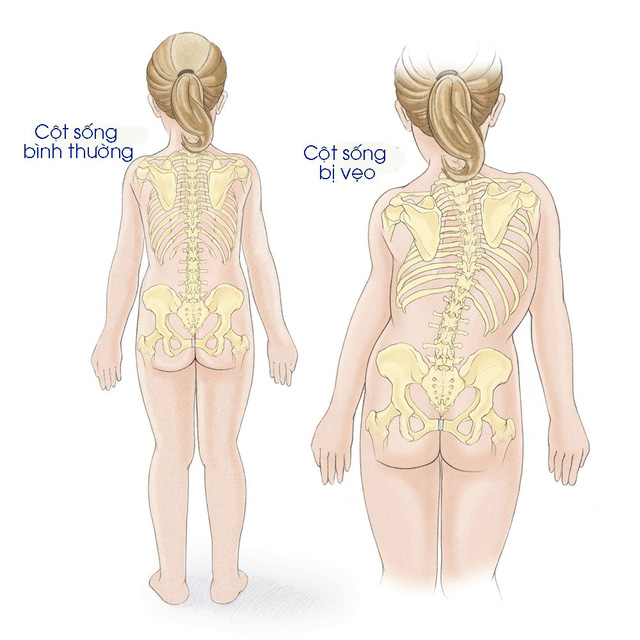 Cột sống
bình thường
Cột sống
bị vẹo